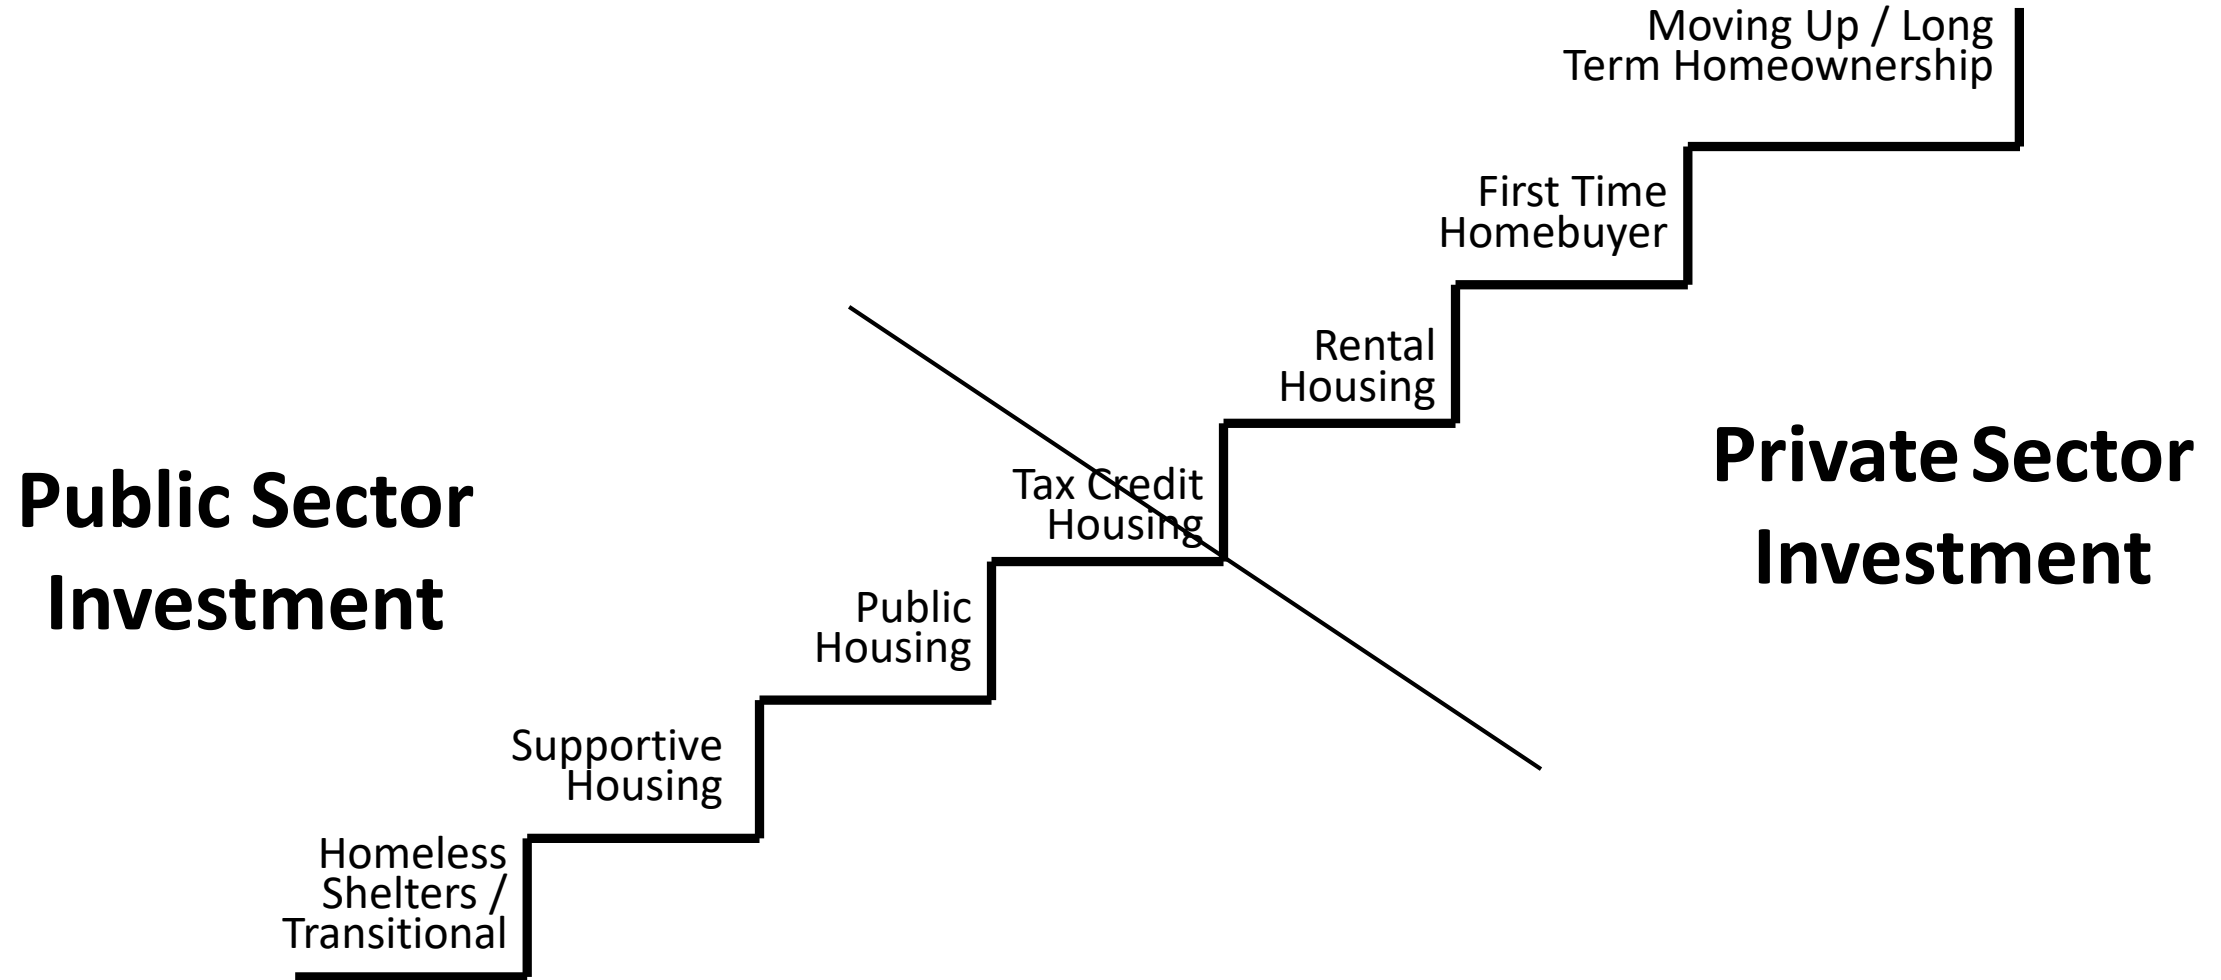 Moving Up / Long
Term Homeownership
First Time
Homebuyer
Rental
Housing
Private Sector
Investment
Tax Credit
Housing
Public Sector
Investment
Public
Housing
Supportive
Housing
Homeless
Shelters /
Transitional